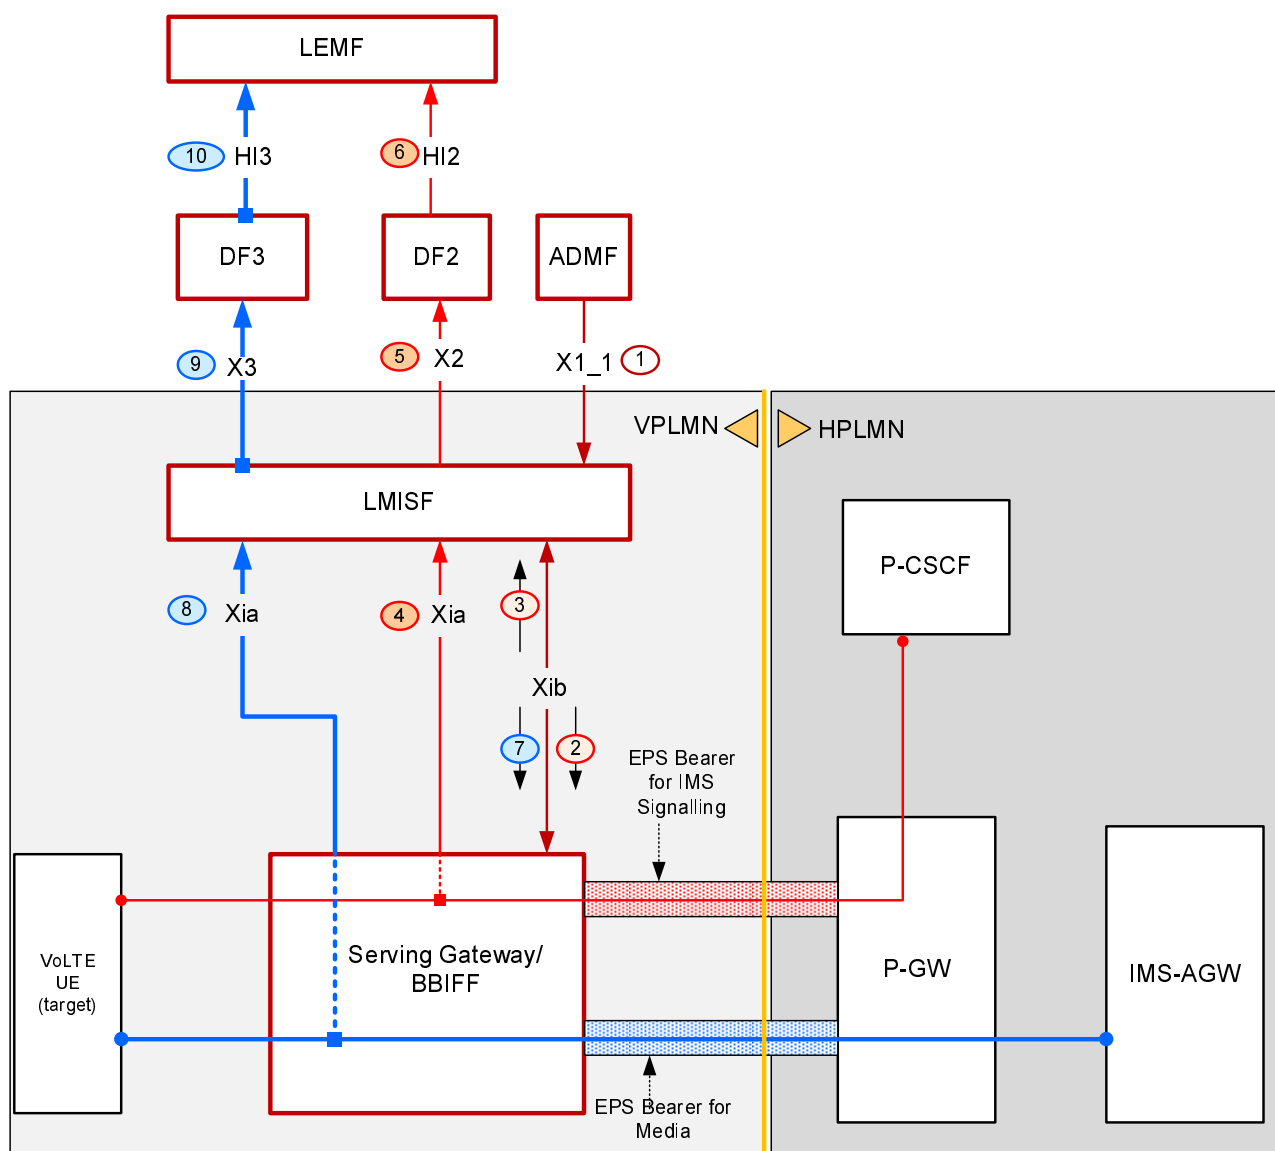 LEMF
10
HI3
6
HI2
DF3
DF2
ADMF
9
X3
5
X2
X1_1
1
VPLMN
HPLMN
LMISF
P-CSCF
8
Xia
4
Xia
3
Xib
7
2
EPS Bearer
for IMS
Signalling
VoLTE
UE
(target)
Serving Gateway/
BBIFF
P-GW
IMS-AGW
EPS Bearer for
Media